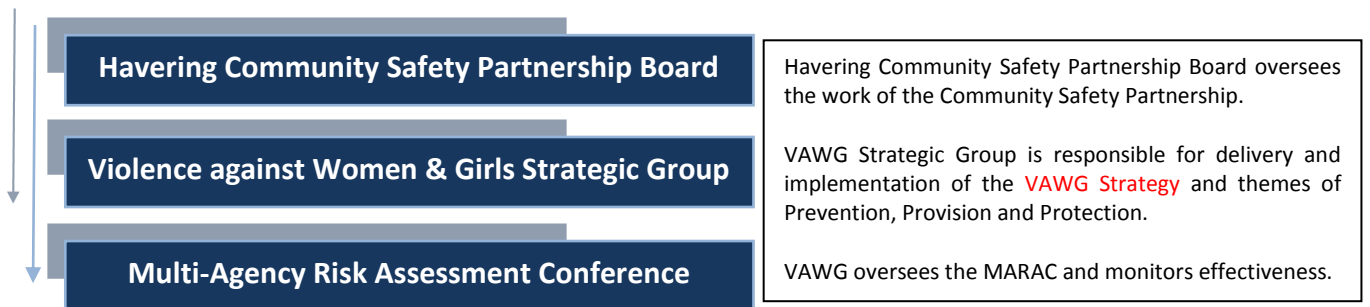 Havering Community Safety Partnership Board
Violence against Women & Girls Strategic Group
Multi-Agency Risk Assessment Conference
Havering Community Safety Partnership Board oversees
the work of the Community Safety Partnership.
VAWG Strategic Group is responsible for delivery and
implementation of the VAWG Strategy and themes of
Prevention, Provision and Protection.
VAWG oversees the MARAC and monitors effectiveness.